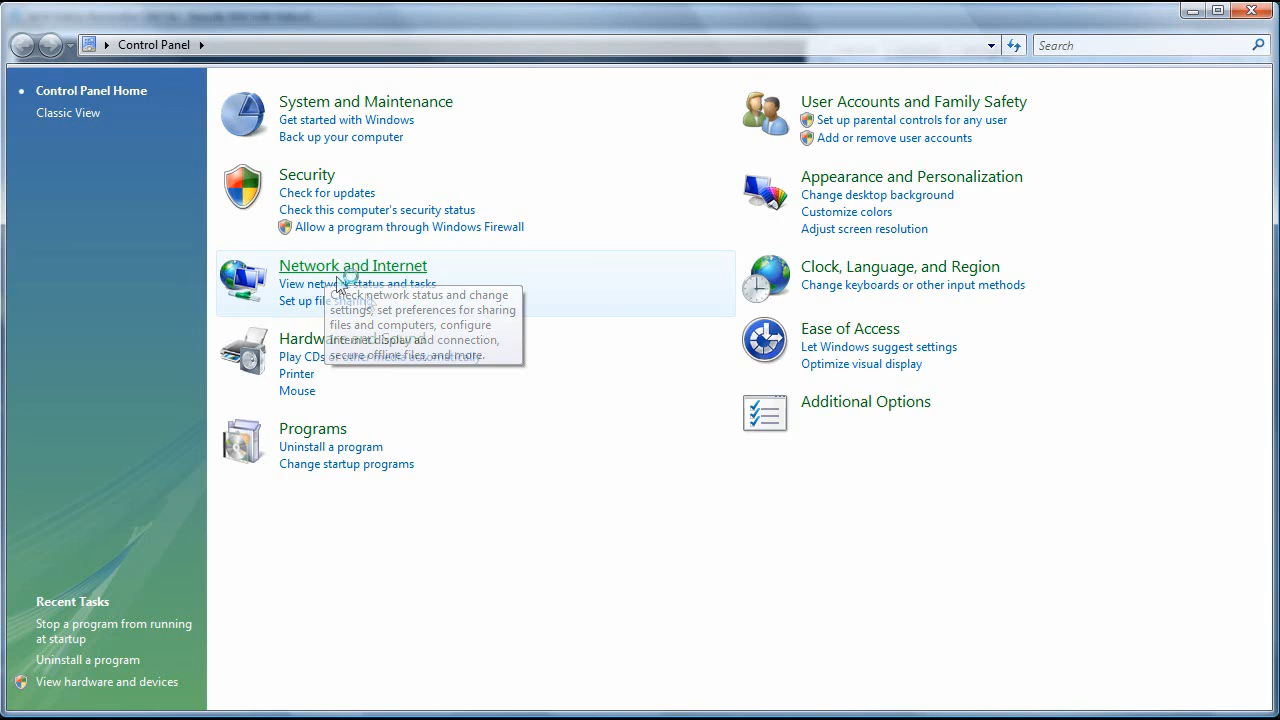 Control Panel
Search
Control Panel Home
Classic View
System and Maintenance
Get started with Windows
Back up your computer
Security
Check for updates
Check this computer's security status
Allow a program through Windows Firewall
Network and Internet
View network status and tasks
Set up file sharing
Check network status and change
settings, set preferences for sharing
files and computers, configure
Internet display and connection,
secure offline files, and more.
Hardware and Sound
Play CDs or other media automatically
Printer
Mouse
Programs
Uninstall a program
Change startup programs
User Accounts and Family Safety
Set up parental controls for any user
Add or remove user accounts
Appearance and Personalization
Change desktop background
Customize colors
Adjust screen resolution
Clock, Language, and Region
Change keyboards or other input methods
Ease of Access
Let Windows suggest settings
Optimize visual display
Additional Options
Recent Tasks
Stop a program from running
at startup
Uninstall a program
View hardware and devices